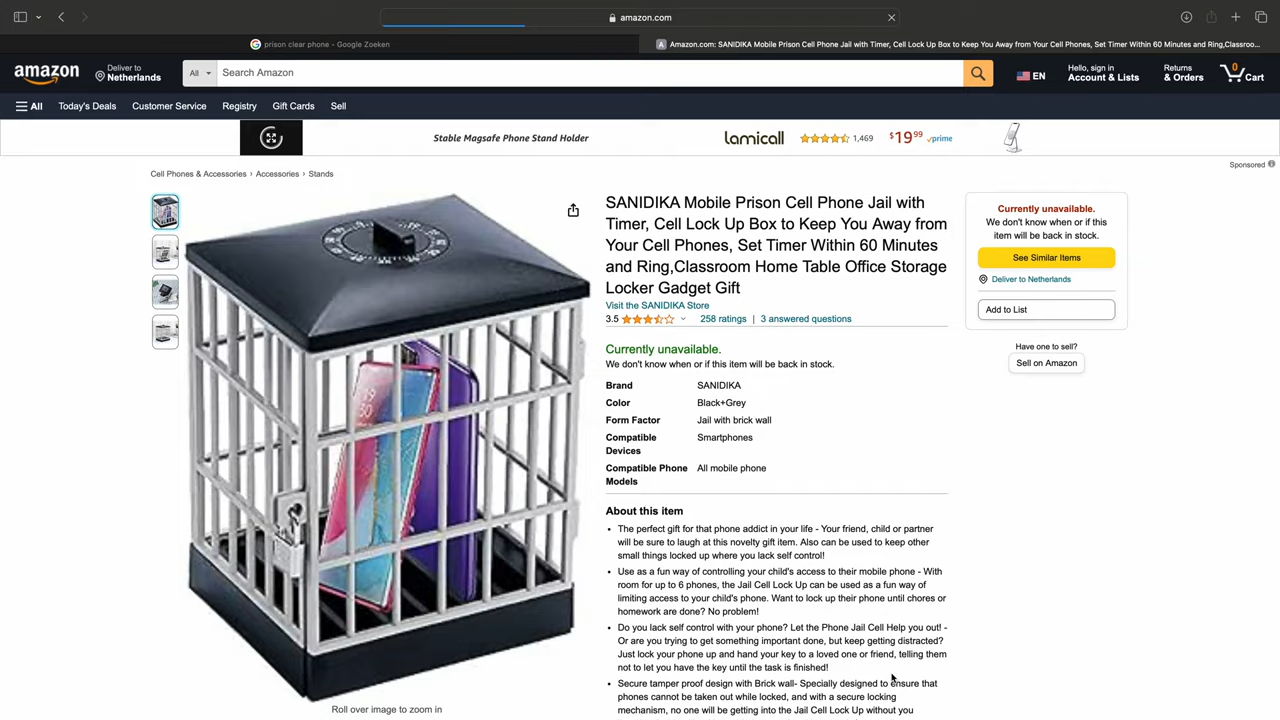 amazon.com
prison clear phone - Google Zoeken
Amazon.com: SANIDIKA Mobile Prison Cell Phone Jail with Timer, Cell Lock Up Box to Keep You Away from Your Cell Phones, Set Timer Within 60 Minutes and Ring,Classroo...
amazon
Deliver to
Netherlands
All
Search Amazon
EN
Hello, sign in
Account & Lists
Returns
& Orders
0
Cart
All
Today's Deals
Customer Service
Registry
Gift Cards
Sell
Stable Magsafe Phone Stand Holder
Lamicall
1,469
$19.99
prime
Sponsored
Cell Phones & Accessories › Accessories › Stands
SANIDIKA Mobile Prison Cell Phone Jail with
Timer, Cell Lock Up Box to Keep You Away from
Your Cell Phones, Set Timer Within 60 Minutes
and Ring,Classroom Home Table Office Storage
Locker Gadget Gift
Visit the SANIDIKA Store
3.5
258 ratings | 3 answered questions
Currently unavailable.
We don't know when or if this item will be back in stock.
Brand SANIDIKA
Color Black+Grey
Form Factor Jail with brick wall
Compatible Smartphones
Devices
Compatible Phone All mobile phone
Models
About this item
• The perfect gift for that phone addict in your life - Your friend, child or partner
will be sure to laugh at this novelty gift item. Also can be used to keep other
small things locked up where you lack self control!
• Use as a fun way of controlling your child's access to their mobile phone - With
room for up to 6 phones, the Jail Cell Lock Up can be used as a fun way of
limiting access to your child's phone. Want to lock up their phone until chores or
homework are done? No problem!
• Do you lack self control with your phone? Let the Phone Jail Cell Help you out! -
Or are you trying to get something important done, but keep getting distracted?
Just lock your phone up and hand your key to a loved one or friend, telling them
not to let you have the key until the task is finished!
• Secure tamper proof design with Brick wall- Specially designed to ensure that
phones cannot be taken out while locked, and with a secure locking
mechanism, no one will be getting into the Jail Cell Lock Up without you
Currently unavailable.
We don't know when or if this
item will be back in stock.
See Similar Items
Deliver to Netherlands
Add to List
Have one to sell?
Sell on Amazon
Roll over image to zoom in